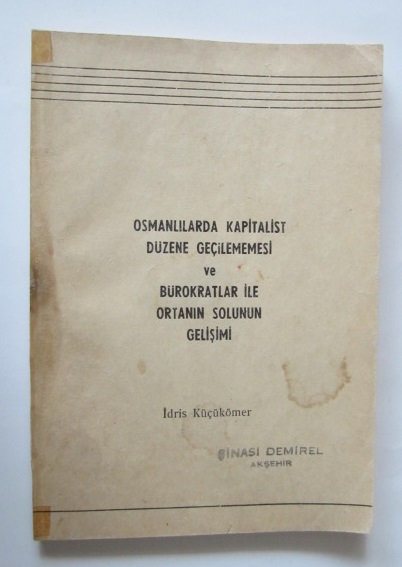 OSMANLILARDA KAPİTALİST
DÜZENE GEÇİLEMEMESİ
ve
BÜROKRATLAR İLE
ORTANIN SOLUNUN
GELİŞİMİ
İdris Küçükömer
ŞİNASİ DEMİREL
AKŞEHİR